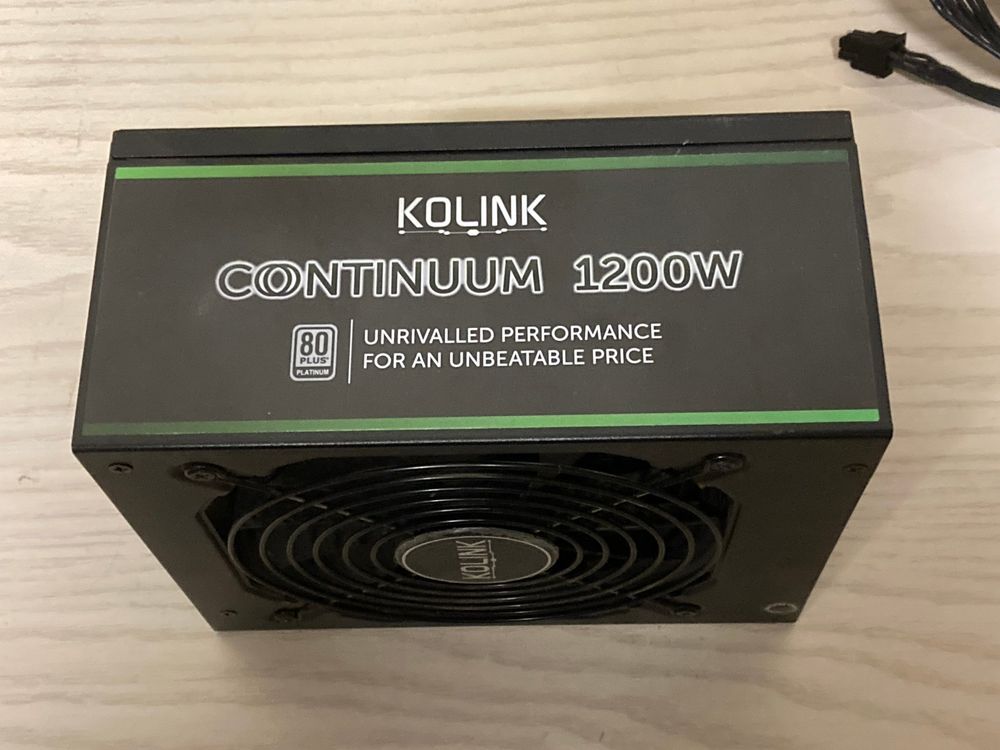 KOLINK
CONTINUUM 1200W
80
PLUS
PLATINUM
UNRIVALLED PERFORMANCE
FOR AN UNBEATABLE PRICE
KOLINK